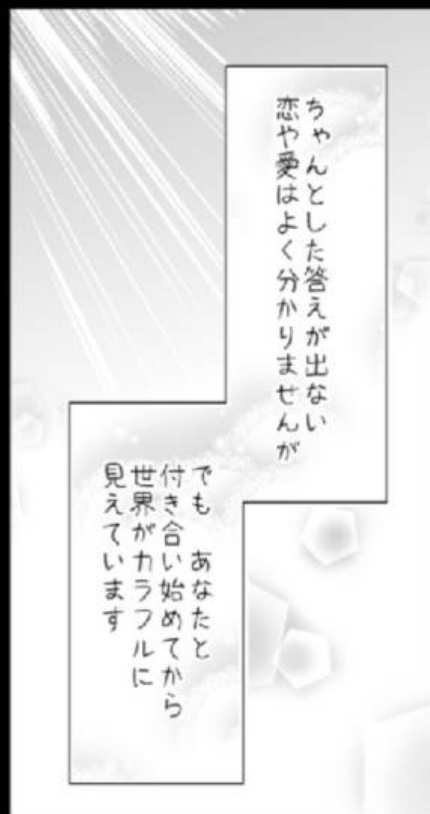 ちゃんとした答えが出ない
恋や愛はよく分かりませんが
でも　あなたと
付き合い始めてから
世界がカラフルに
見えています